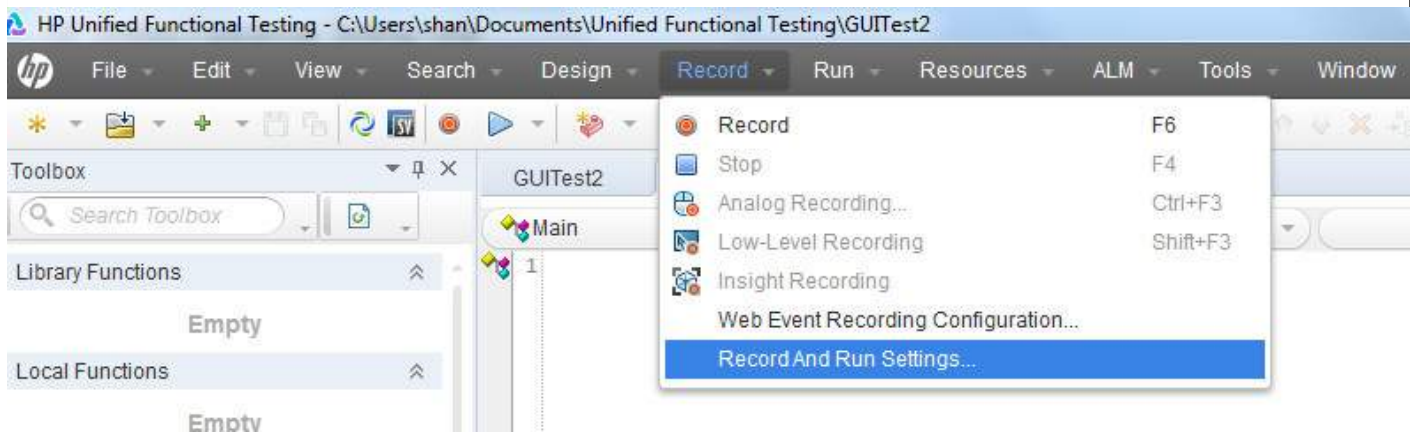 HP Unified Functional Testing - C:\Users\shan\Documents\Unified Functional Testing\GUITest2
hp File Edit View Search Design Record Run Resources ALM Tools Window
SV
Record F6
Toolbox
GUITest2
Stop F4
Search Toolbox
Analog Recording... Ctrl+F3
Main
Low-Level Recording Shift+F3
Library Functions
1
Insight Recording
Empty
Web Event Recording Configuration...
Local Functions
Record And Run Settings...
Empty